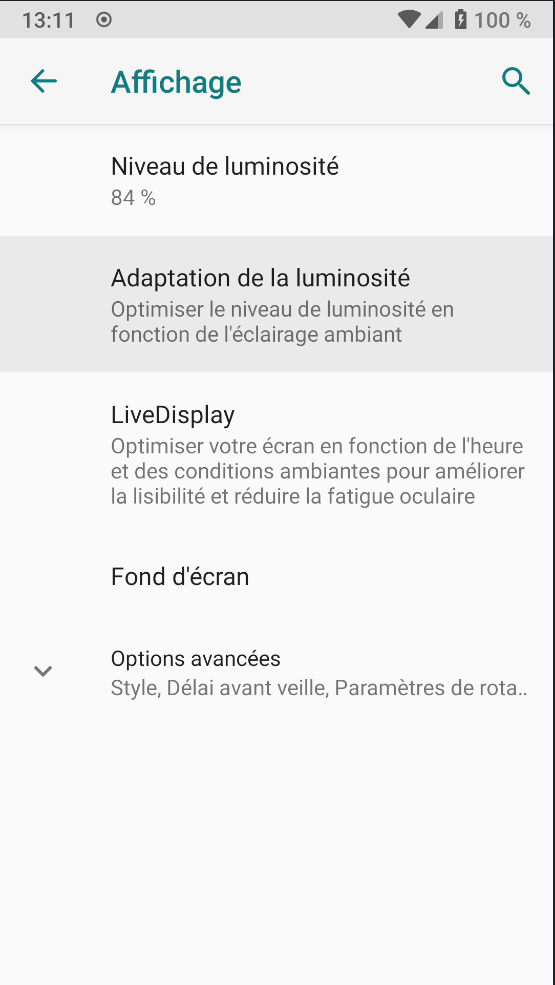 13:11 100 %
Affichage
Niveau de luminosité
84 %
Adaptation de la luminosité
Optimiser le niveau de luminosité en
fonction de l'éclairage ambiant
LiveDisplay
Optimiser votre écran en fonction de l'heure
et des conditions ambiantes pour améliorer
la lisibilité et réduire la fatigue oculaire
Fond d'écran
Options avancées
Style, Délai avant veille, Paramètres de rota..